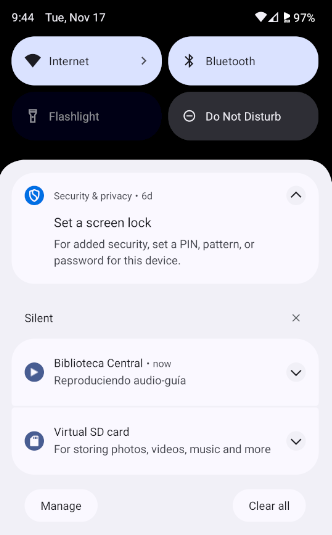 9:44 Tue, Nov 17 97%
Internet
Bluetooth
Flashlight
Do Not Disturb
Security & privacy • 6d
Set a screen lock
For added security, set a PIN, pattern, or
password for this device.
Silent
Biblioteca Central • now
Reproduciendo audio-guía
Virtual SD card
For storing photos, videos, music and more
Manage
Clear all